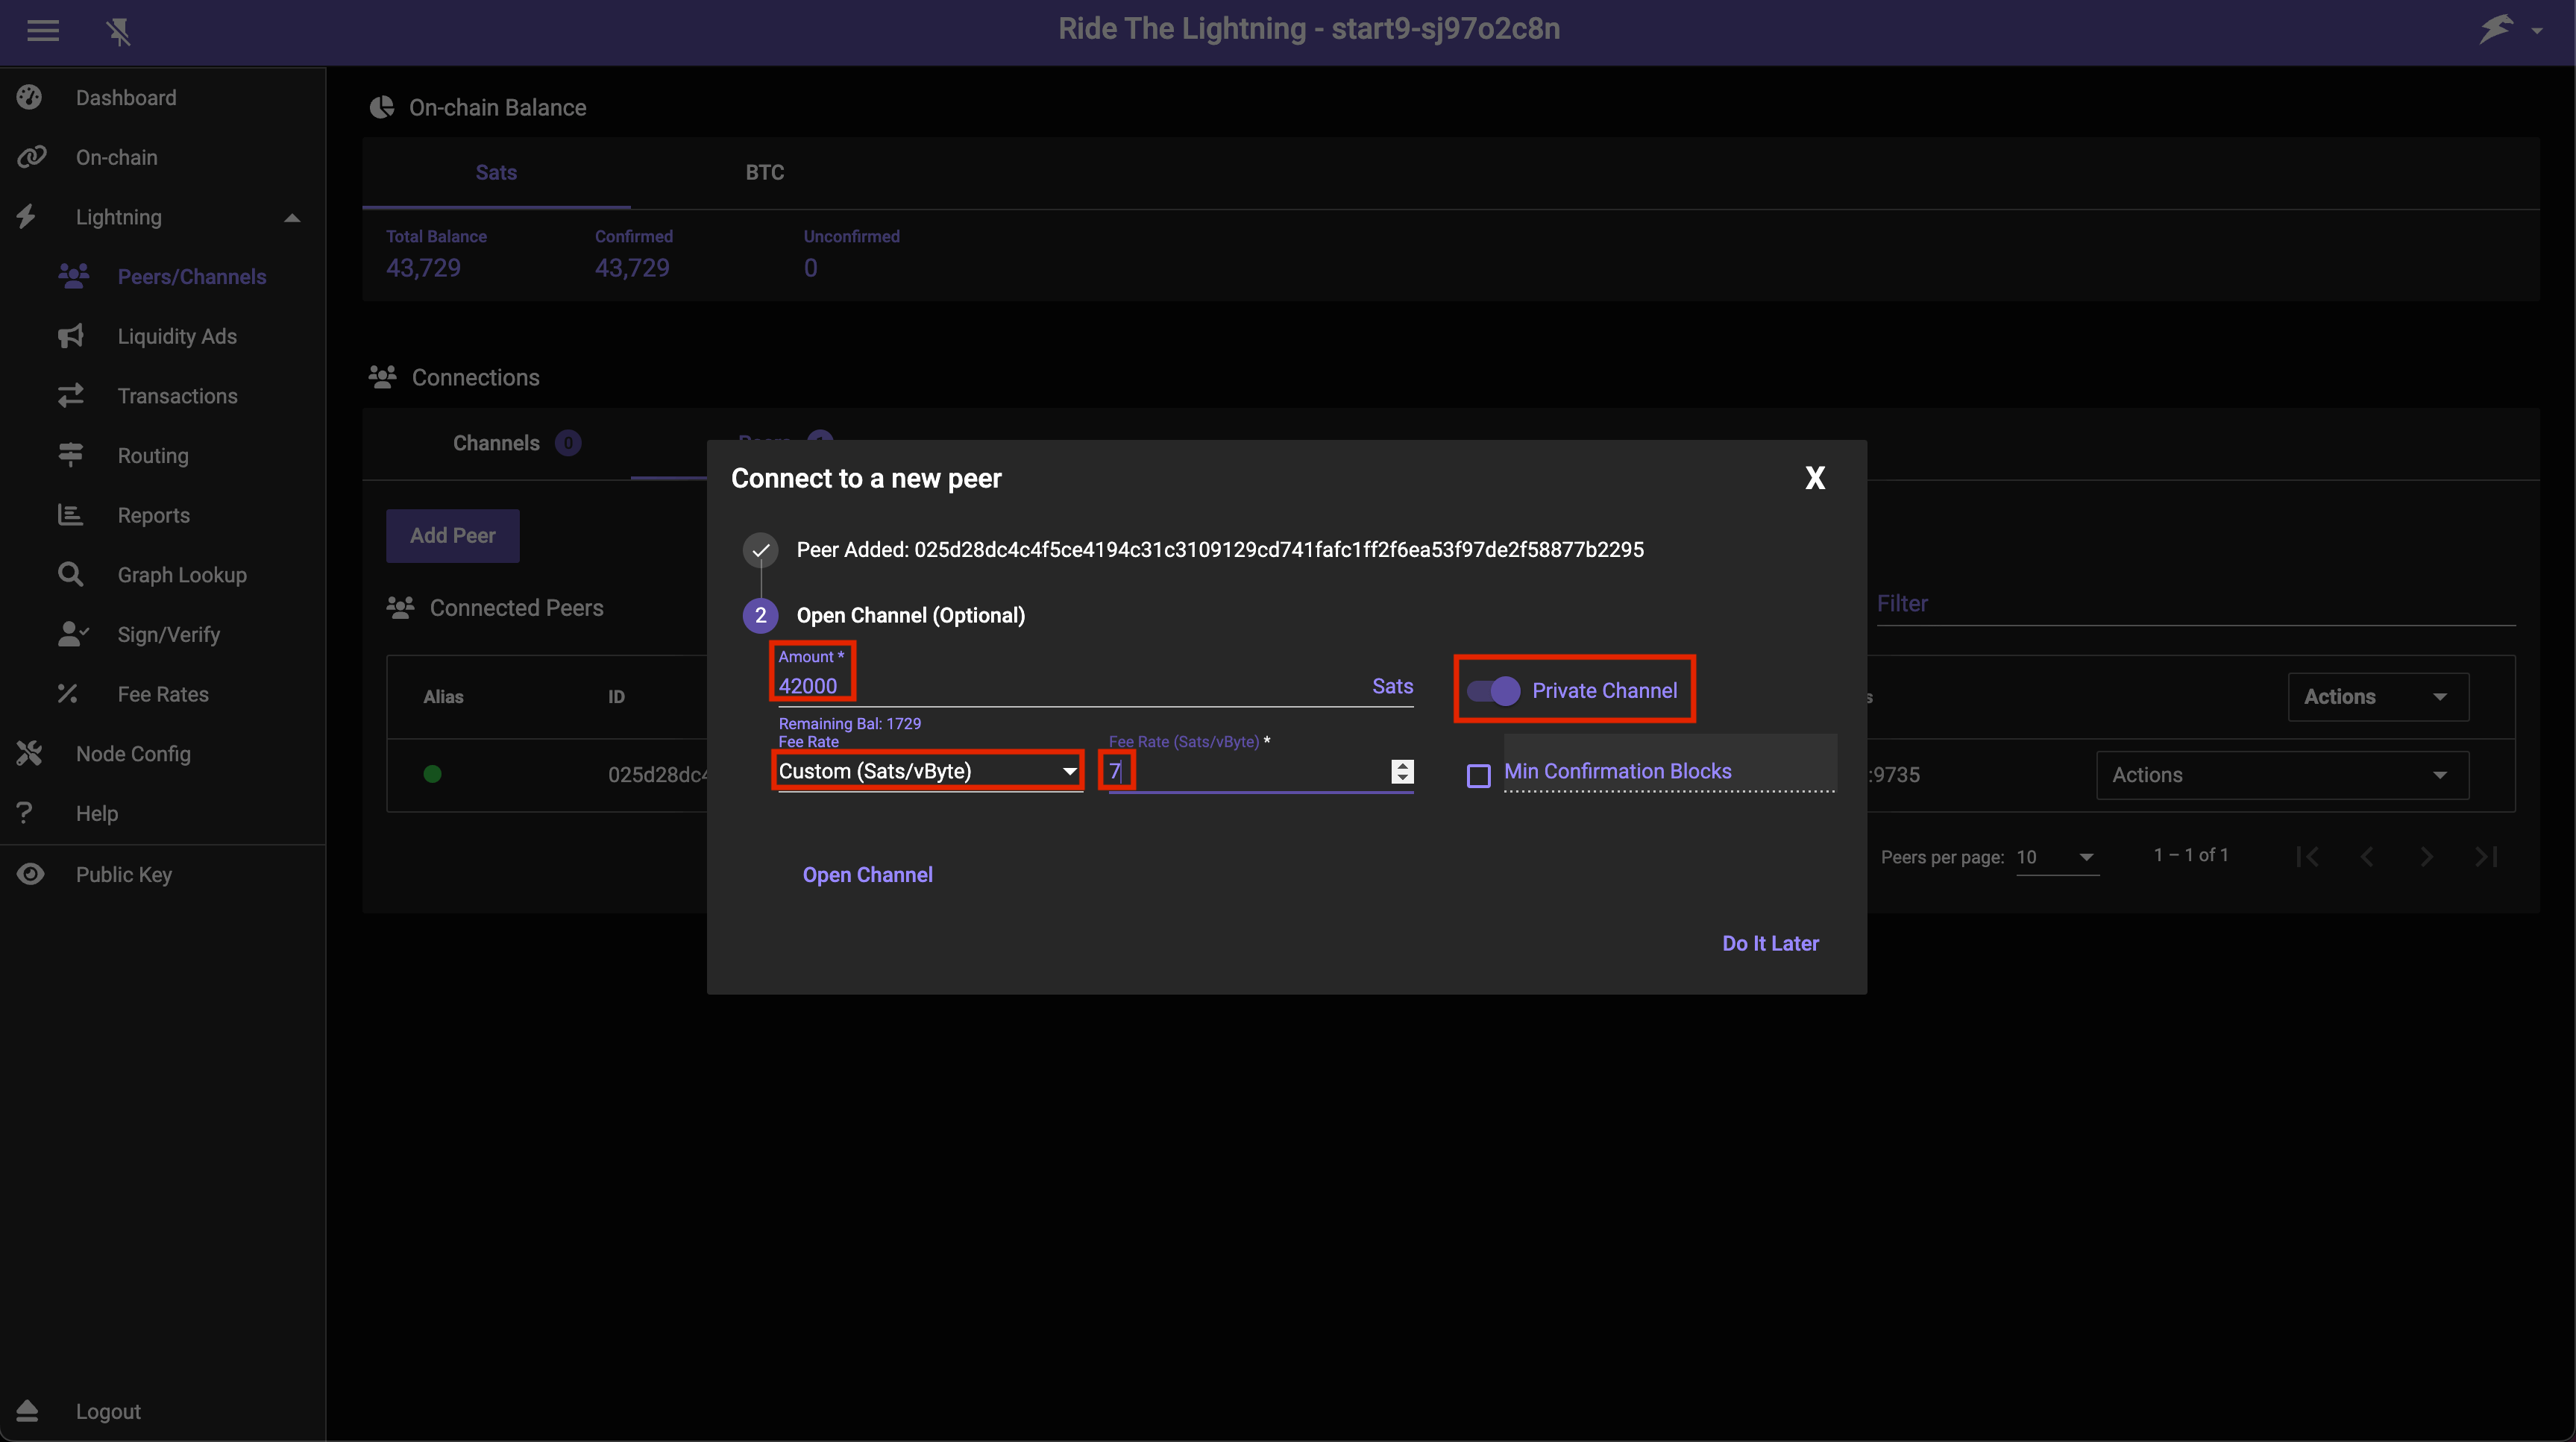 Ride The Lightning - start9-sj97o2c8n
Dashboard
On-chain
Lightning
Peers/Channels
Liquidity Ads
Transactions
Routing
Reports
Graph Lookup
Sign/Verify
Fee Rates
Node Config
Help
Public Key
Logout
On-chain Balance
Sats BTC
Total Balance Confirmed Unconfirmed
43,729 43,729 0
Connections
Channels 0
Add Peer
Connected Peers
Filter
Alias ID Actions
025d28dc4 :9735 Actions
Peers per page: 10 1 – 1 of 1
Connect to a new peer X
Peer Added: 025d28dc4c4f5ce4194c31c3109129cd741fafc1ff2f6ea53f97de2f58877b2295
2 Open Channel (Optional)
Amount *
42000 Sats
Private Channel
Remaining Bal: 1729
Fee Rate Fee Rate (Sats/vByte) *
Custom (Sats/vByte) 7
Min Confirmation Blocks
Open Channel
Do It Later